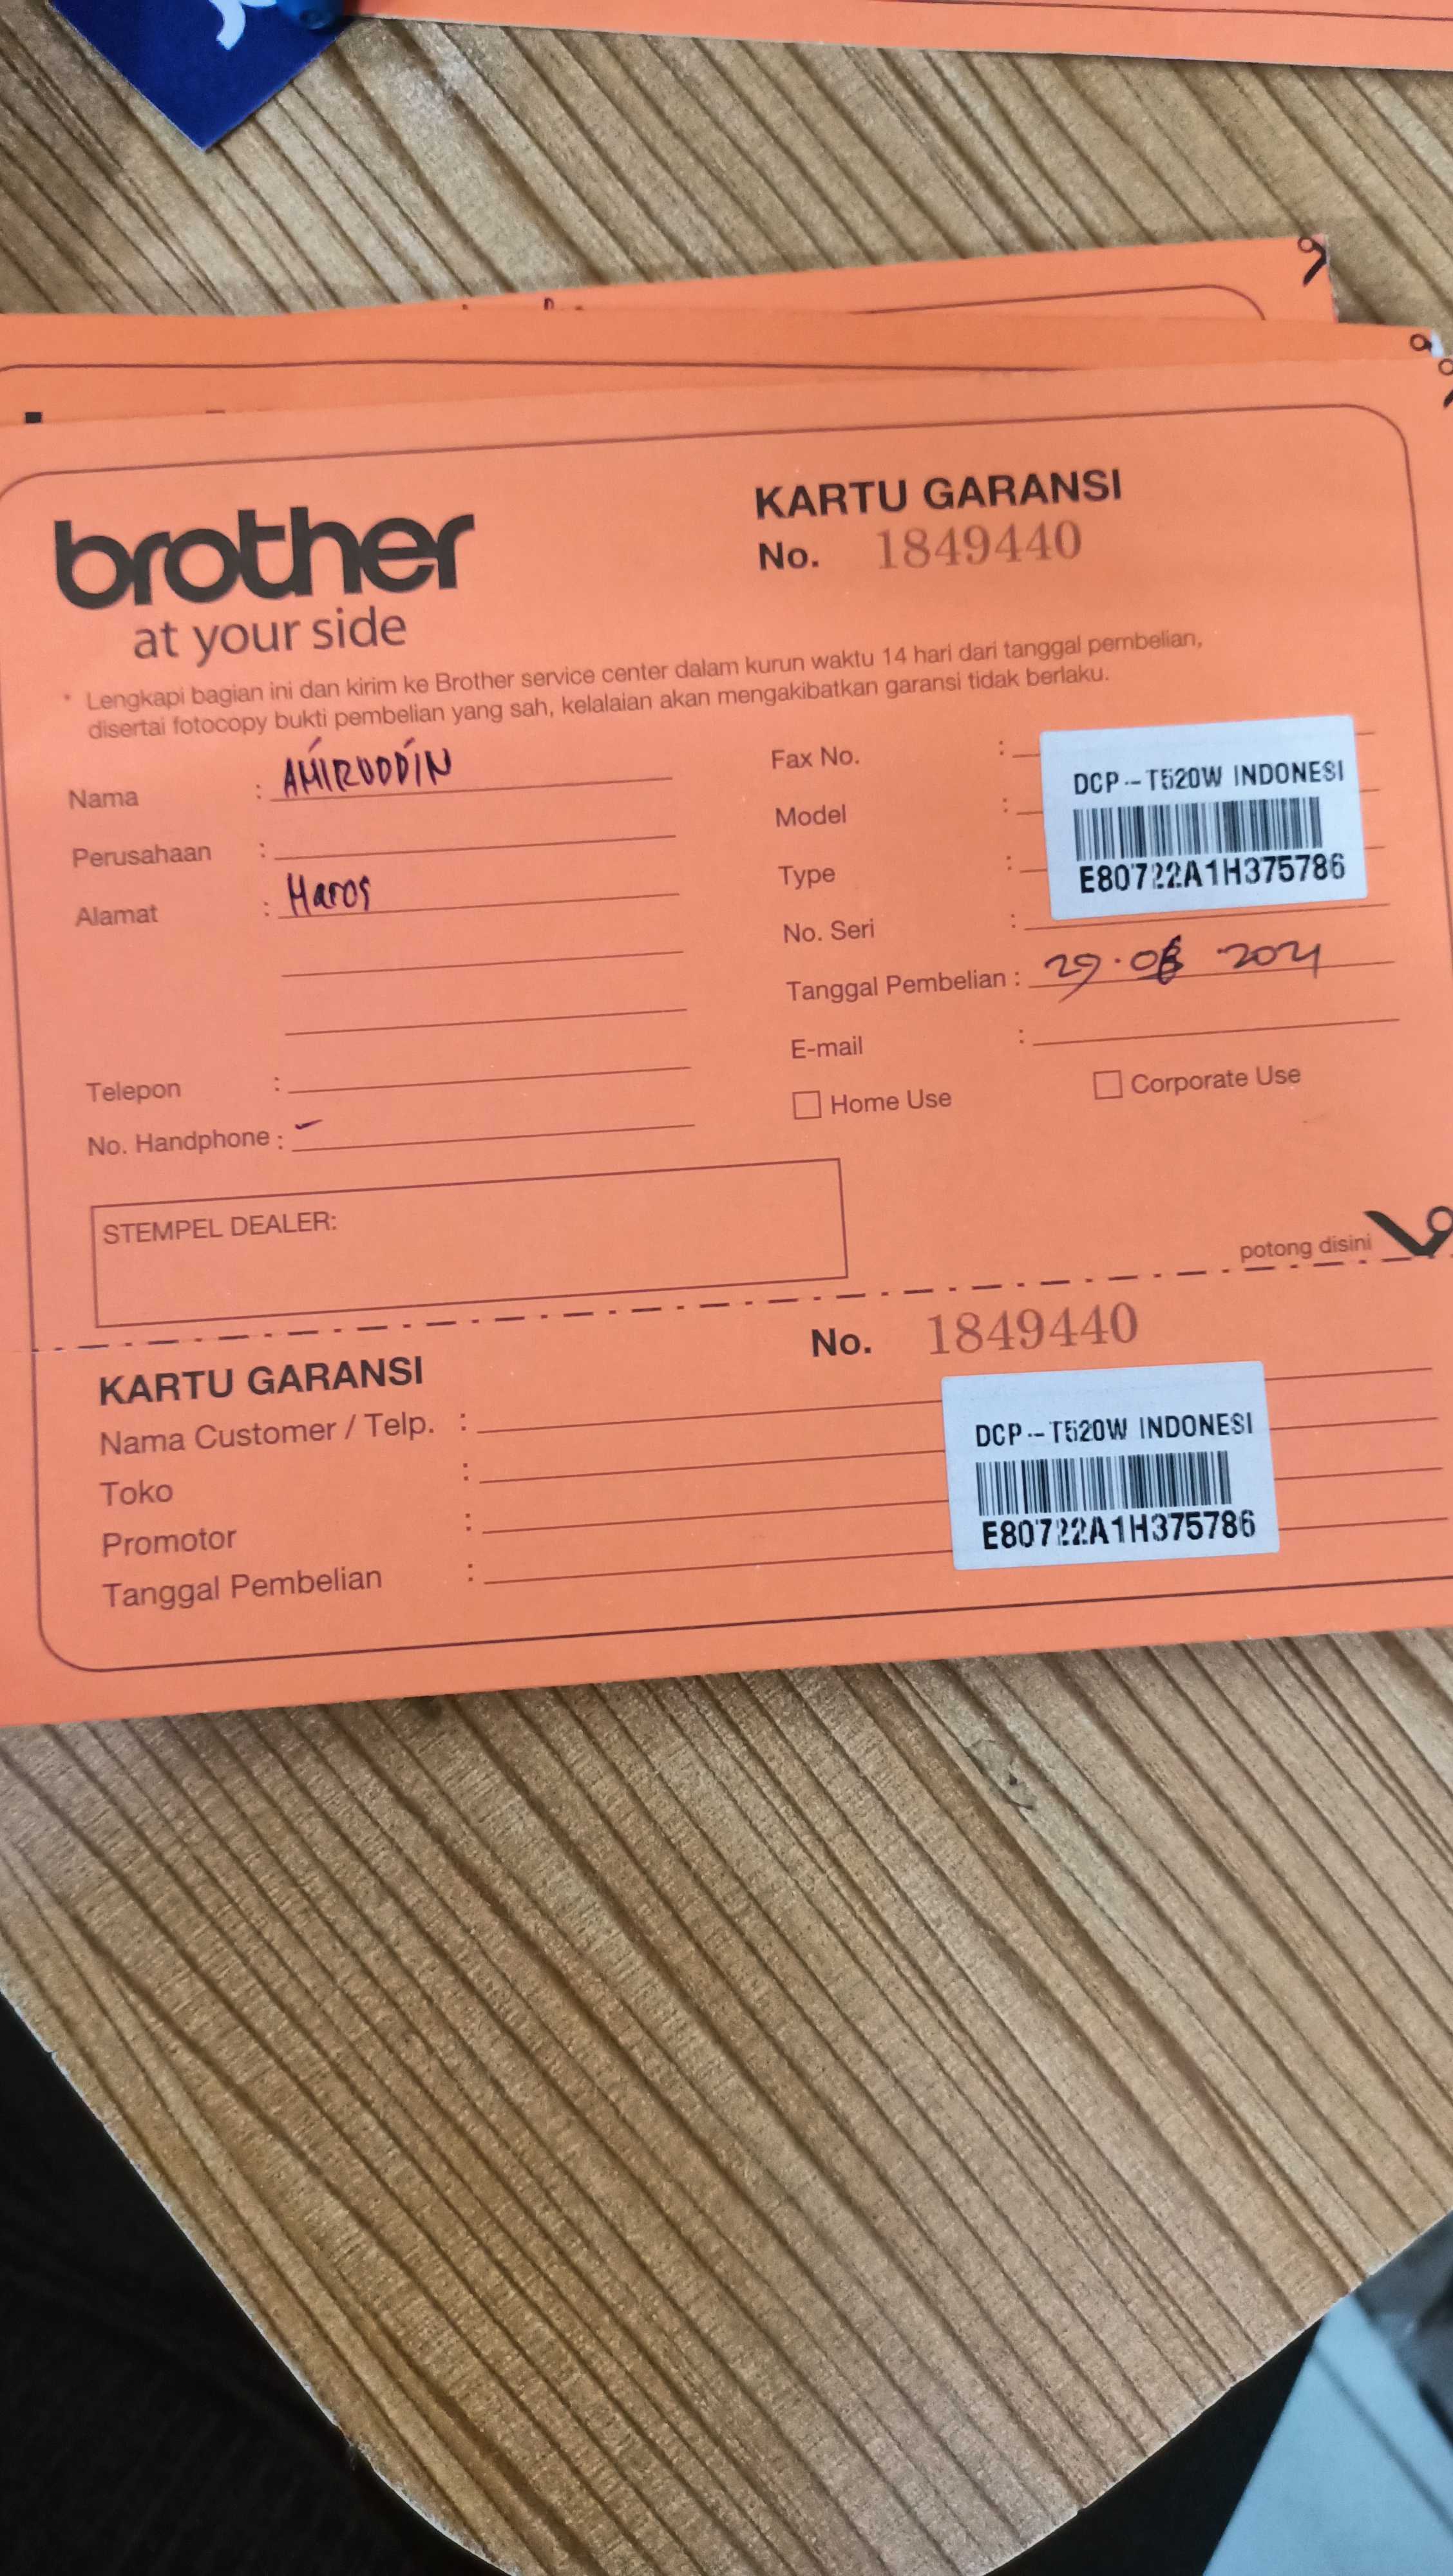 brother
at your side
KARTU GARANSI
No. 1849440
* Lengkapi bagian ini dan kirim ke Brother service center dalam kurun waktu 14 hari dari tanggal pembelian,
disertai fotocopy bukti pembelian yang sah, kelalaian akan mengakibatkan garansi tidak berlaku.
Nama : AMIRUDDIN
Perusahaan :
Alamat : Maros
Telepon :
No. Handphone : -
Fax No. :
Model :
Type :
No. Seri :
DCP-T520W INDONESI
E80722A1H375786
Tanggal Pembelian : 29.
E-mail :
Home Use
Corporate Use
STEMPEL DEALER:
potong disini
No. 1849440
KARTU GARANSI
Nama Customer / Telp. :
Toko :
Promotor :
Tanggal Pembelian :
DCP-T520W INDONESI
E80722A1H375786